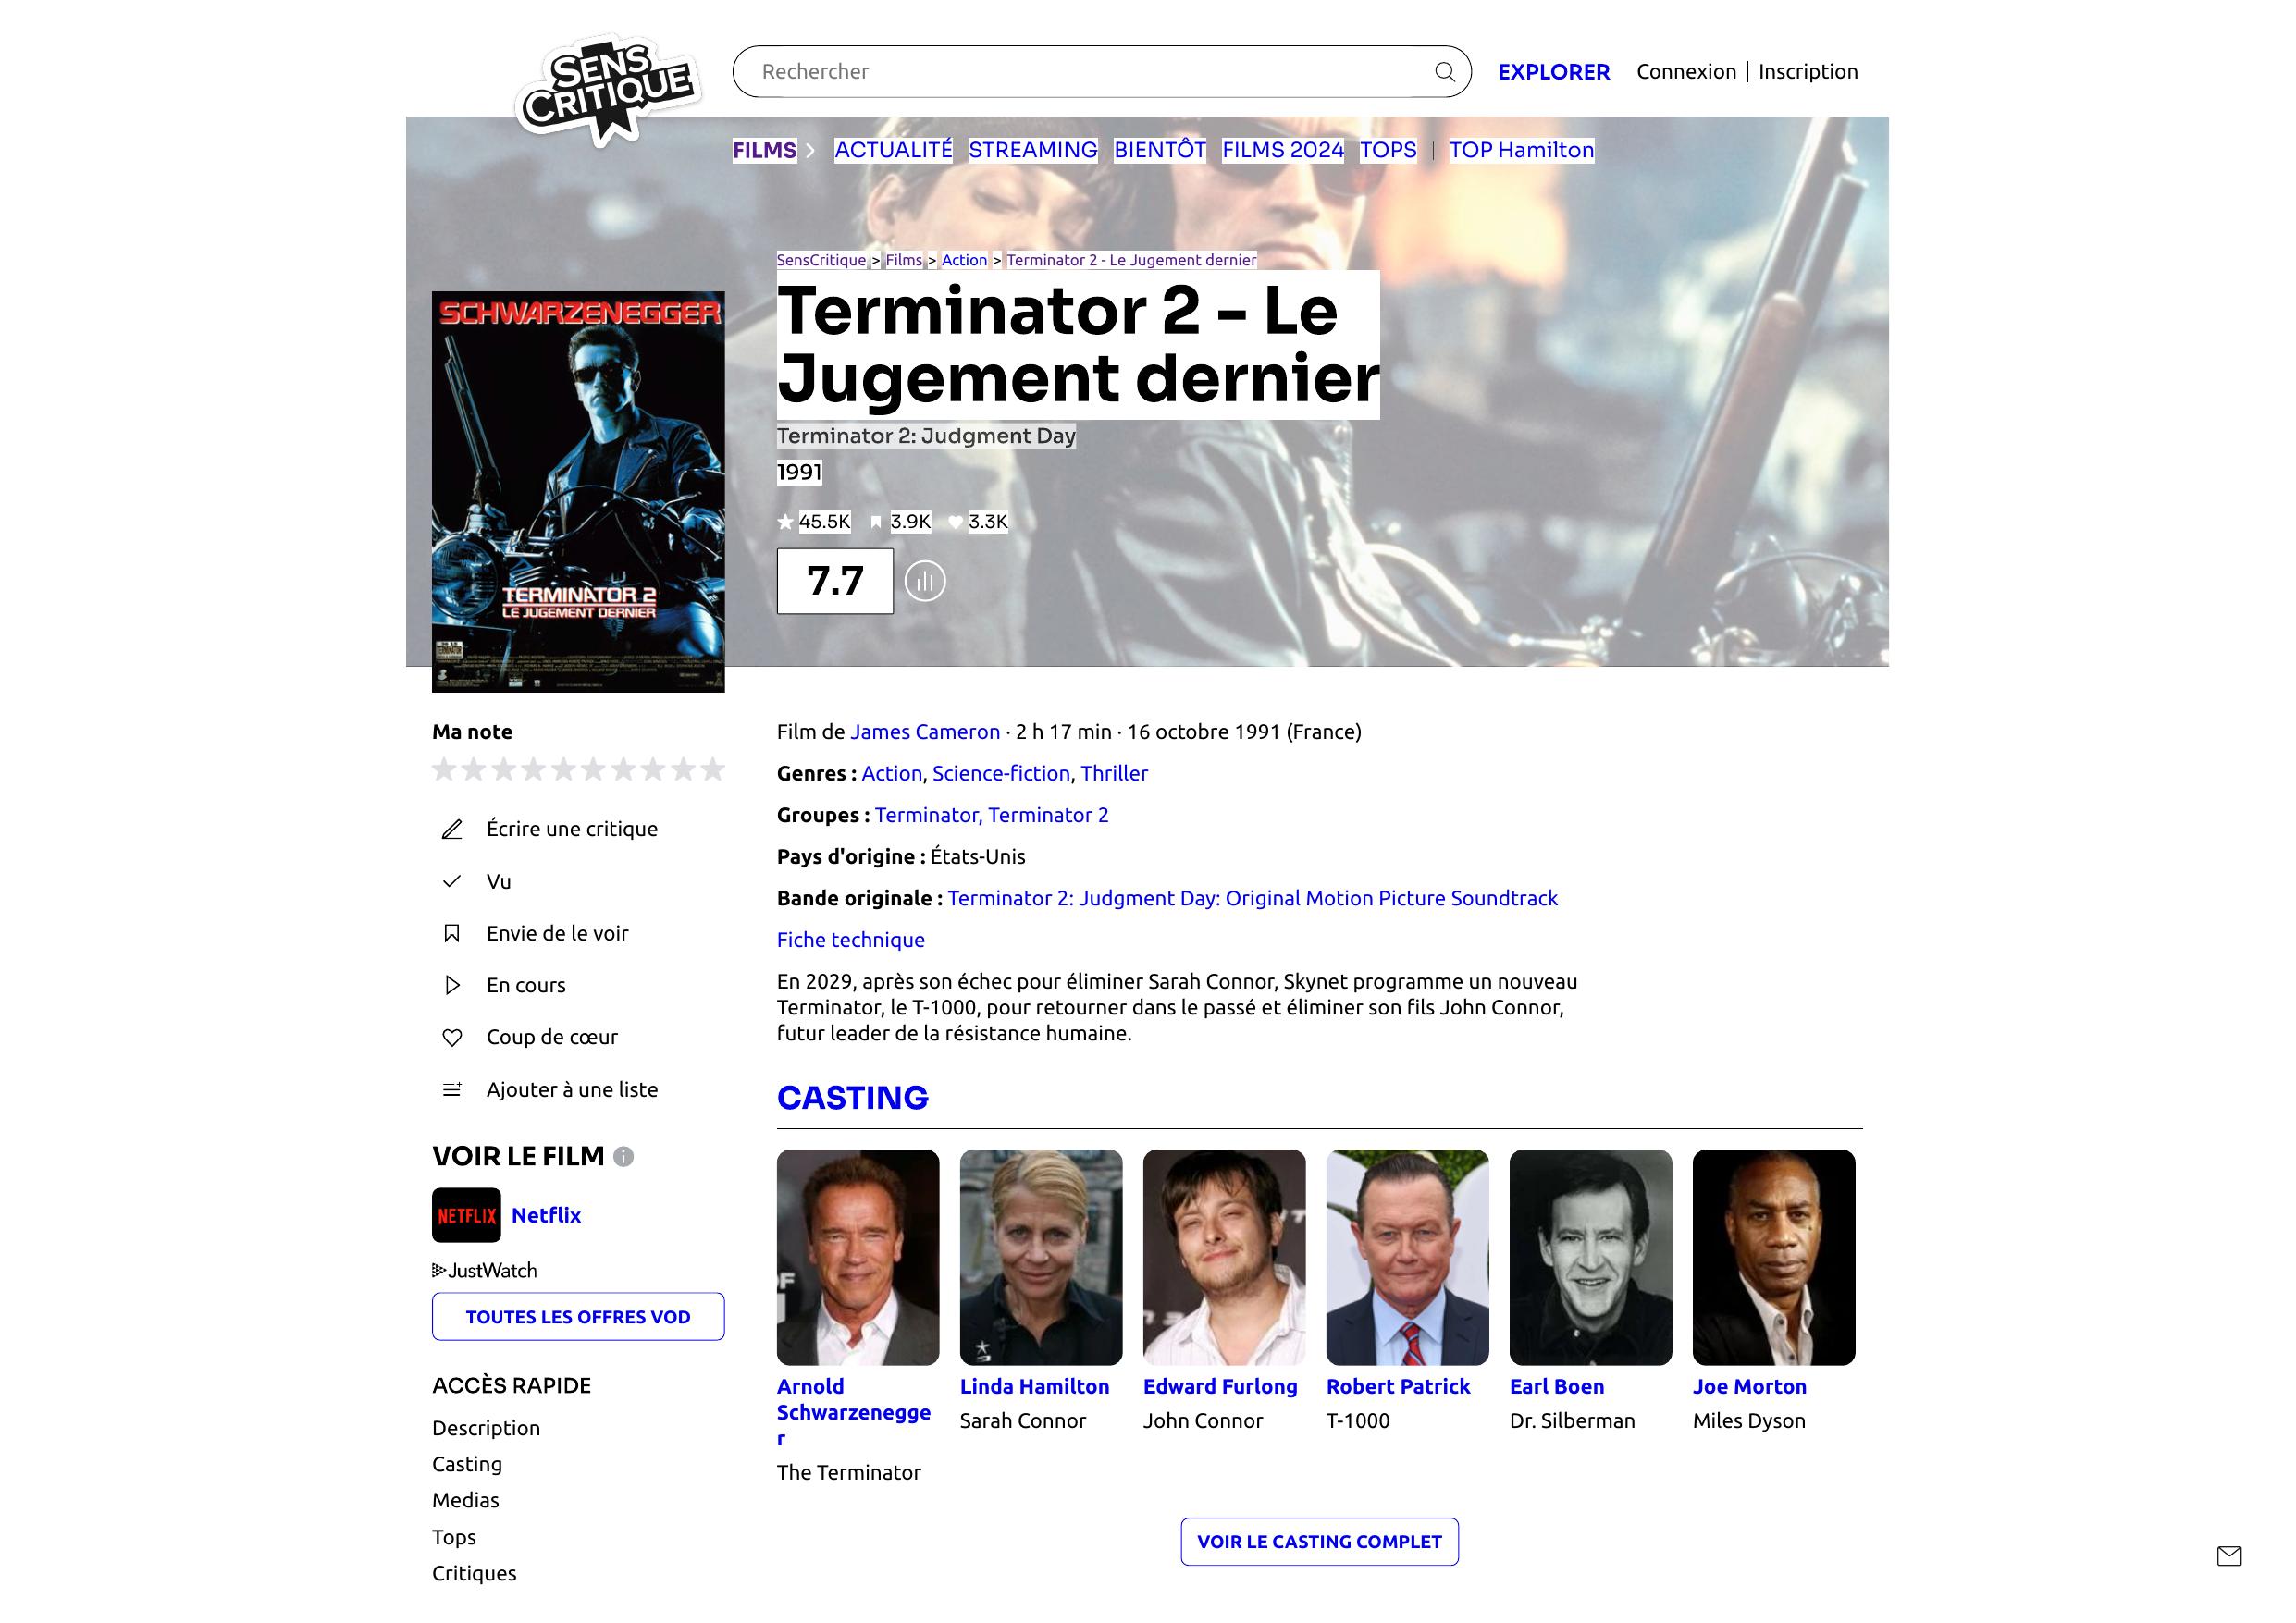 SENS
CRITIQUE
Rechercher
EXPLORER
Connexion | Inscription
FILMS
ACTUALITÉ STREAMING BIENTÔT FILMS 2024 TOPS | TOP Hamilton
SensCritique > Films > Action > Terminator 2 - Le Jugement dernier
Terminator 2 - Le
Jugement dernier
Terminator 2: Judgment Day
1991
45.5K 3.9K 3.3K
7.7
SCHWARZENEGGER
TERMINATOR 2
LE JUGEMENT DERNIER
Ma note
Écrire une critique
Vu
Envie de le voir
En cours
Coup de cœur
Ajouter à une liste
VOIR LE FILM
NETFLIX
Netflix
JustWatch
TOUTES LES OFFRES VOD
ACCÈS RAPIDE
Description
Casting
Medias
Tops
Critiques
Film de James Cameron · 2 h 17 min · 16 octobre 1991 (France)
Genres : Action, Science-fiction, Thriller
Groupes : Terminator, Terminator 2
Pays d'origine : États-Unis
Bande originale : Terminator 2: Judgment Day: Original Motion Picture Soundtrack
Fiche technique
En 2029, après son échec pour éliminer Sarah Connor, Skynet programme un nouveau
Terminator, le T-1000, pour retourner dans le passé et éliminer son fils John Connor,
futur leader de la résistance humaine.
CASTING
Arnold
Schwarzenegge
r
The Terminator
Linda Hamilton
Sarah Connor
Edward Furlong
John Connor
Robert Patrick
T-1000
Earl Boen
Dr. Silberman
Joe Morton
Miles Dyson
VOIR LE CASTING COMPLET